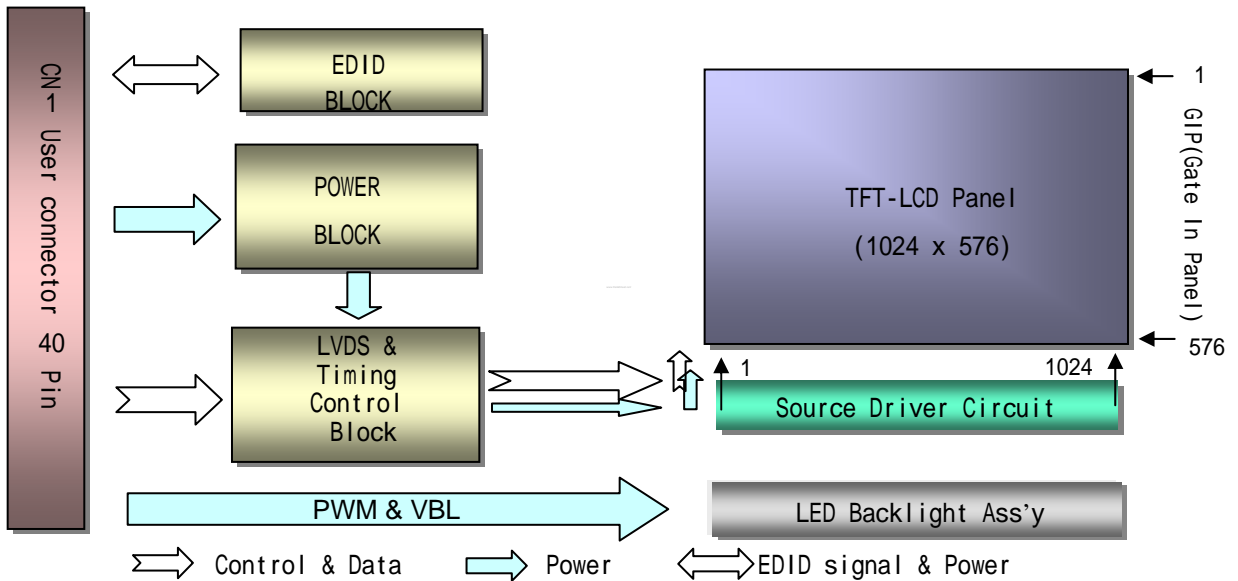 CN-1 User connector 40 Pin
EDID
BLOCK
POWER
BLOCK
LVDS &
Timing
Control
Block
TFT-LCD Panel
(1024 x 576)
1
GIP(Gate In Panel)
576
1
1024
Source Driver Circuit
PWM & VBL
LED Backlight Ass’y
Control & Data
Power
EDID signal & Power